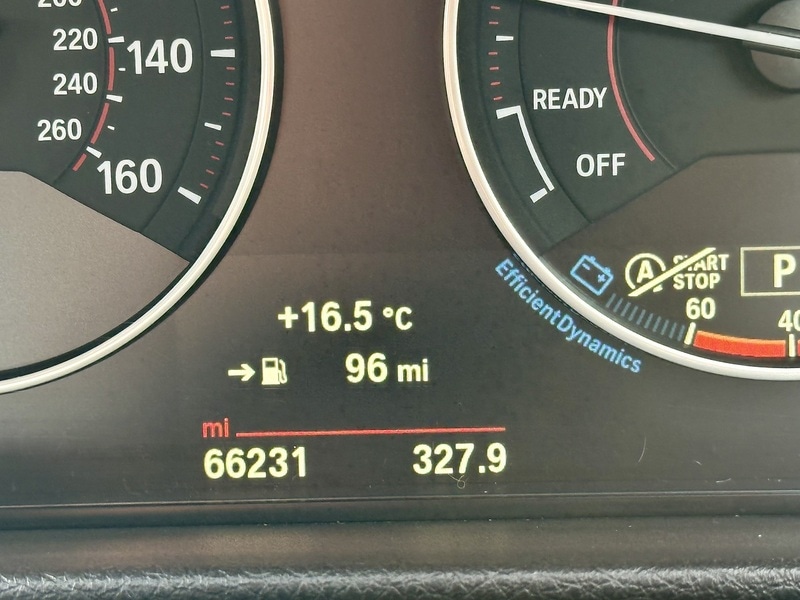 220
140
240
260
160
READY
OFF
A START
STOP
P
EfficientDynamics
60
40
+16.5 °C
96 mi
mi
66231 327.9